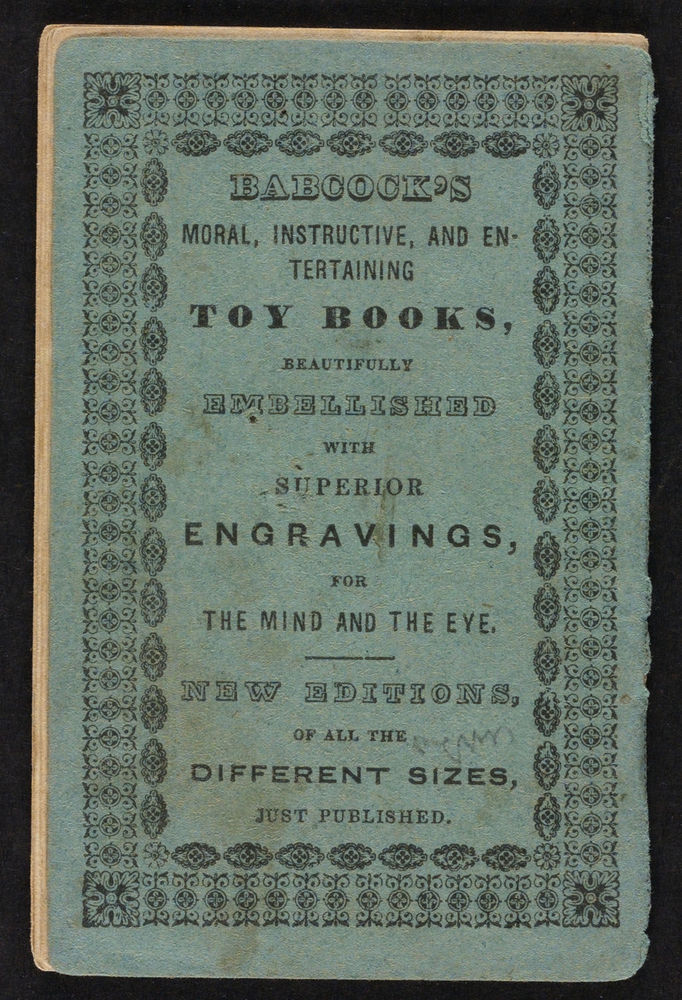 BABCOCK'S
MORAL, INSTRUCTIVE, AND EN-
TERTAINING
TOY BOOKS,
BEAUTIFULLY
EMBELLISHED
WITH
SUPERIOR
ENGRAVINGS,
FOR
THE MIND AND THE EYE.
NEW EDITIONS,
OF ALL THE
DIFFERENT SIZES,
JUST PUBLISHED.